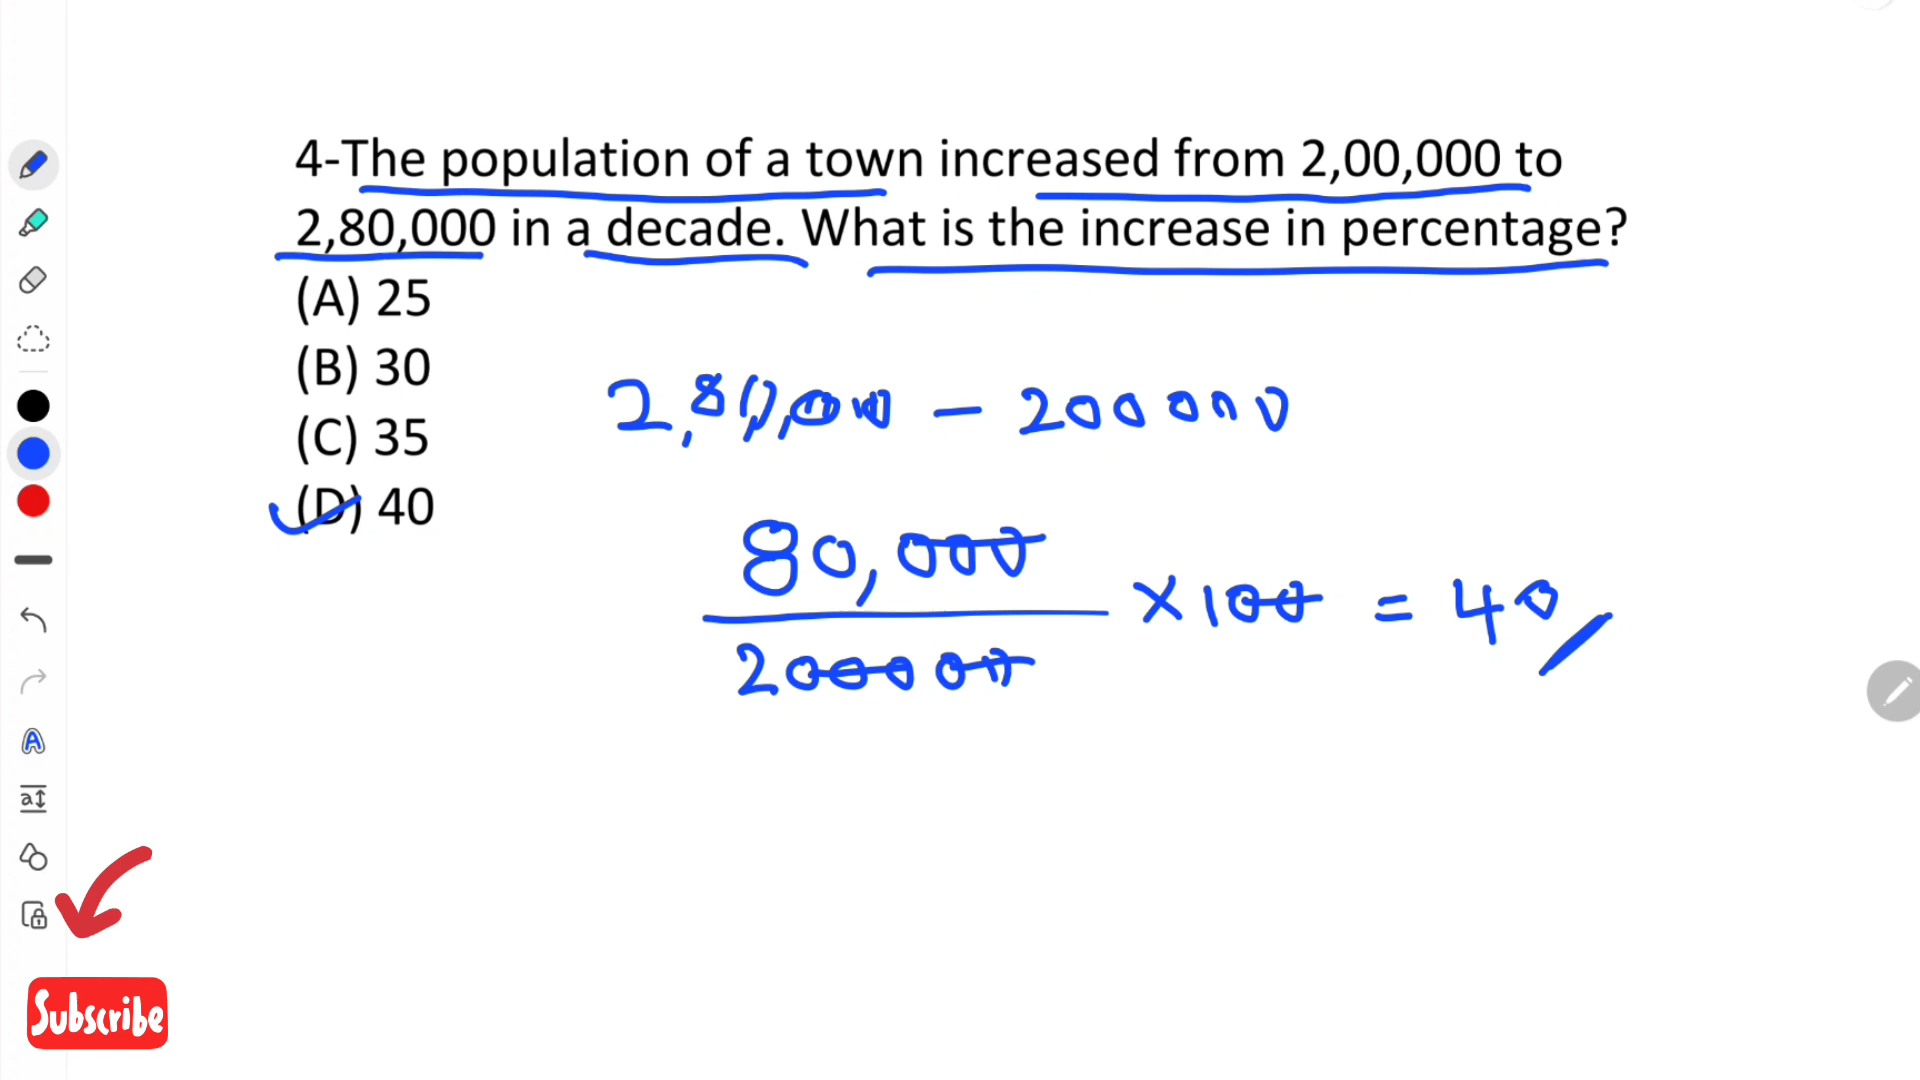 4-The population of a town increased from 2,00,000 to
2,80,000 in a decade. What is the increase in percentage?
(A) 25
(B) 30
(C) 35
(D) 40
2,80,000 - 200000
80,000
200000
×100 = 40
Subscribe